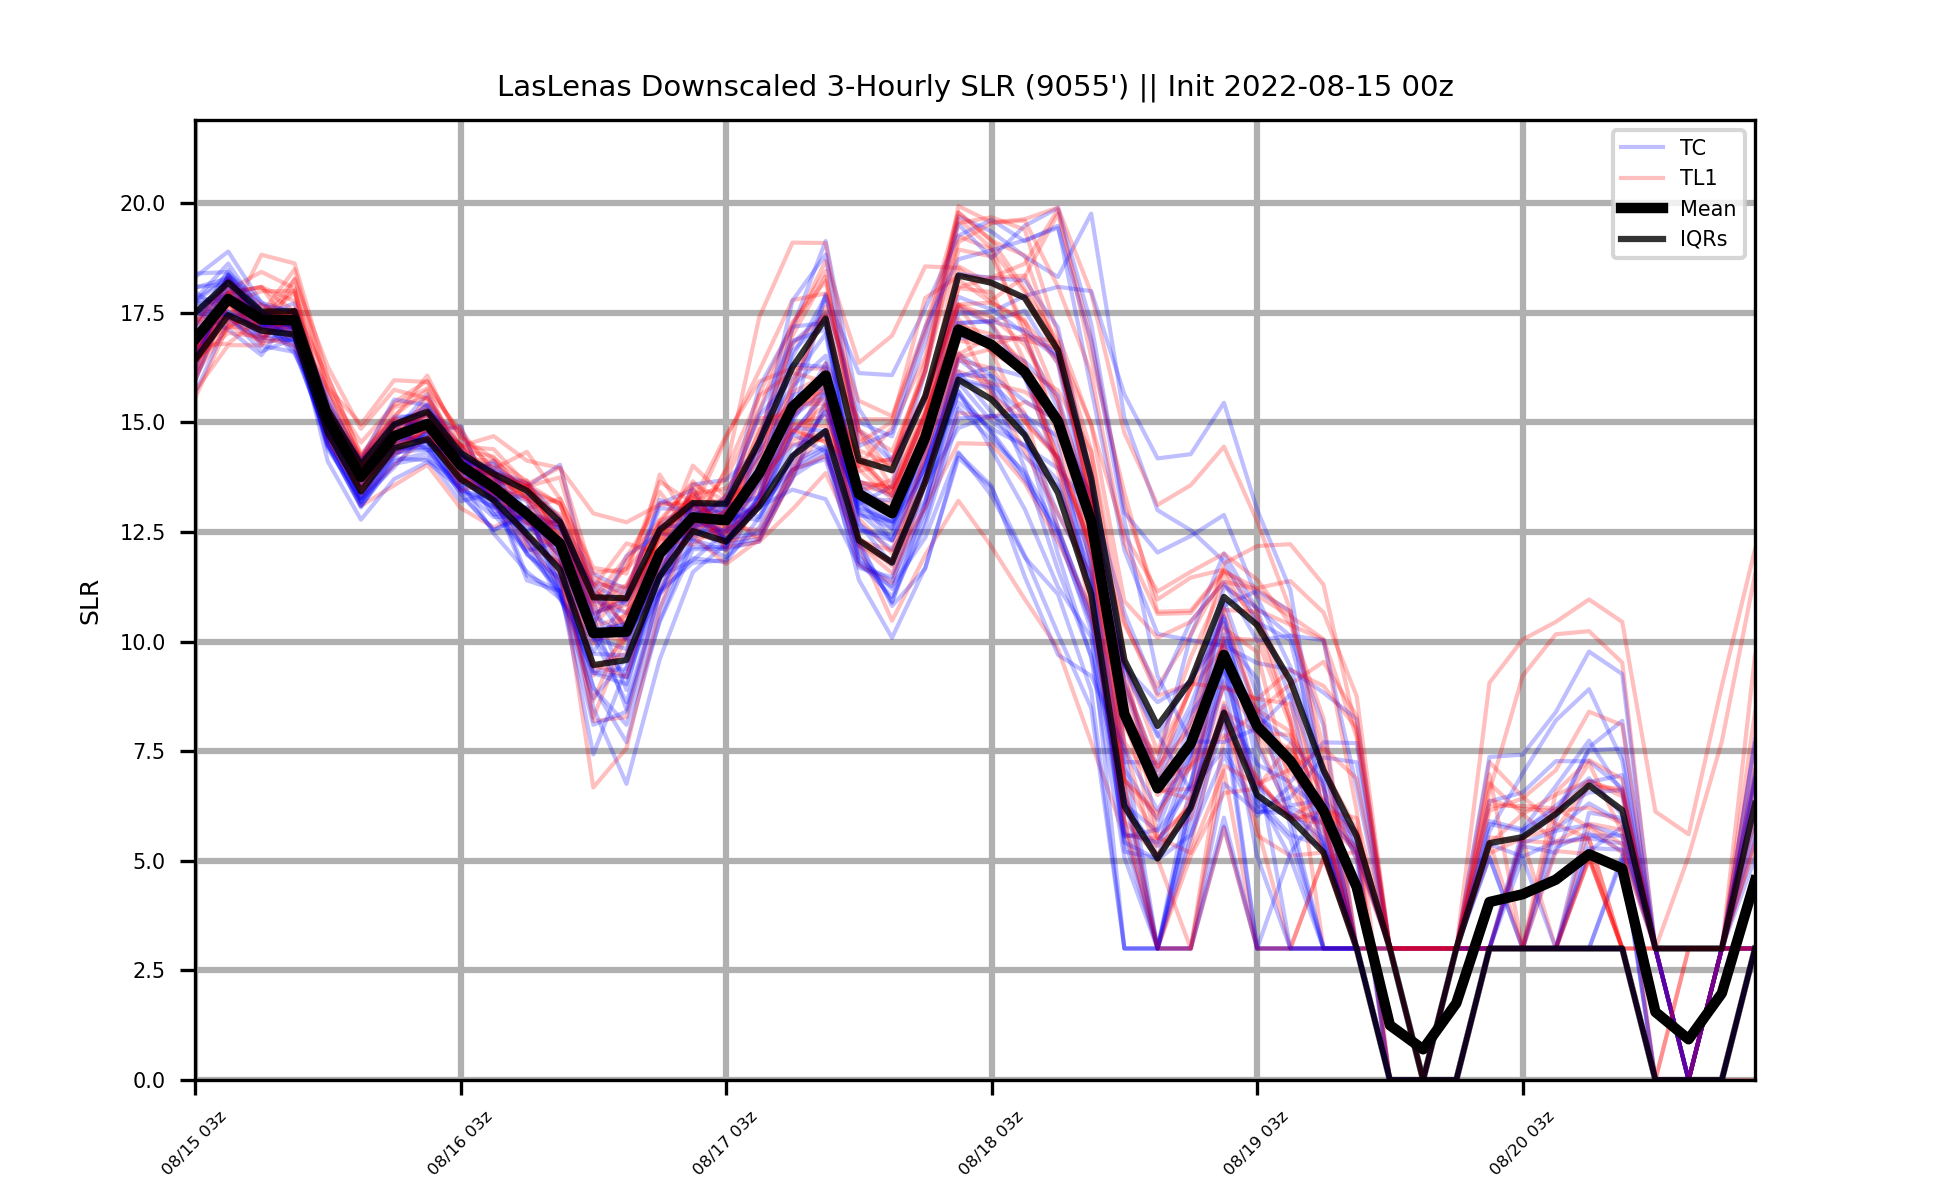 LasLenas Downscaled 3-Hourly SLR (9055') || Init 2022-08-15 00z
TC
TL1
Mean
IQRs
SLR
20.0
17.5
15.0
12.5
10.0
7.5
5.0
2.5
0.0
08/15 03z
08/16 03z
08/17 03z
08/18 03z
08/19 03z
08/20 03z